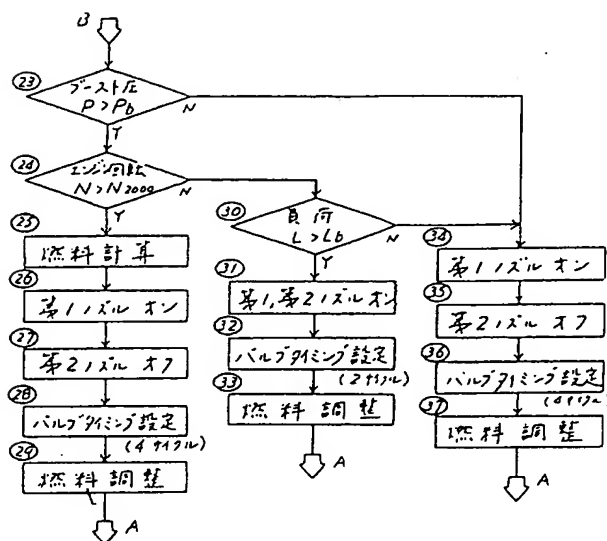 B
23
ブースト圧
P>Pb
N
Y
24
エンジン回転
N>N2000
N
Y
30
負荷
L>Lb
N
Y
25
燃料計算
26
第1ノズル オン
27
第2ノズル オフ
28
バルブタイミング設定
(4サイクル)
29
燃料調整
A
31
第1,第2ノズルオン
32
バルブタイミング設定
(2サイクル)
33
燃料調整
A
34
第1ノズル オン
35
第2ノズル オフ
36
バルブタイミング設定
(4サイクル
37
燃料調整
A